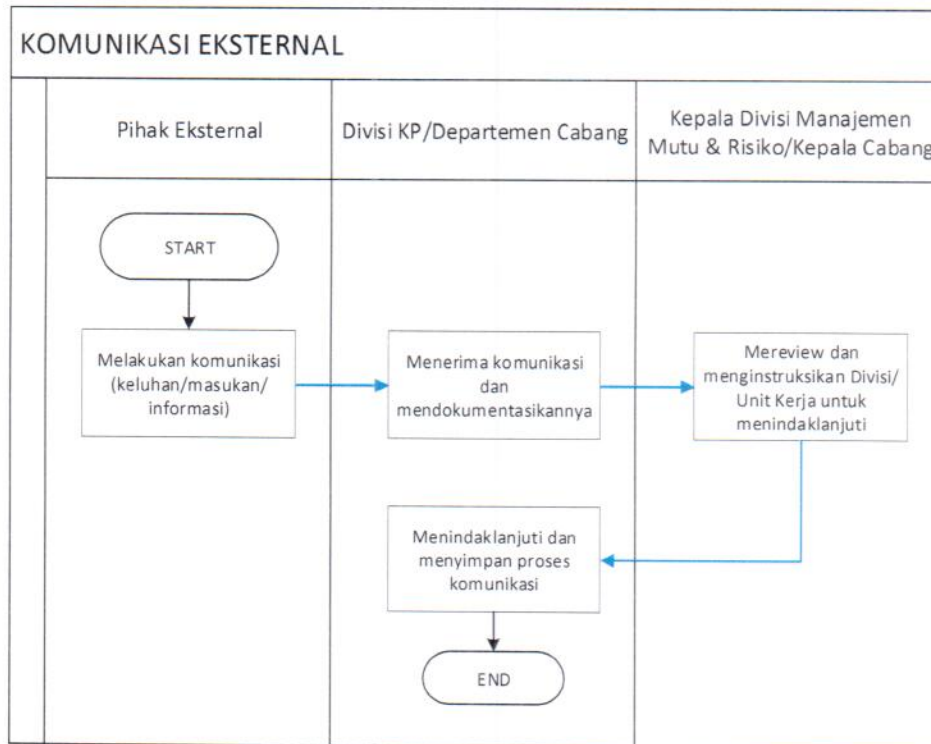 KOMUNIKASI EKSTERNAL
Pihak Eksternal
Divisi KP/Departemen Cabang
Kepala Divisi Manajemen
Mutu & Risiko/Kepala Cabang
START
Melakukan komunikasi
(keluhan/masukan/
informasi)
Menerima komunikasi
dan
mendokumentasikannya
Mereview dan
menginstruksikan Divisi/
Unit Kerja untuk
menindaklanjuti
Menindaklanjuti dan
menyimpan proses
komunikasi
END